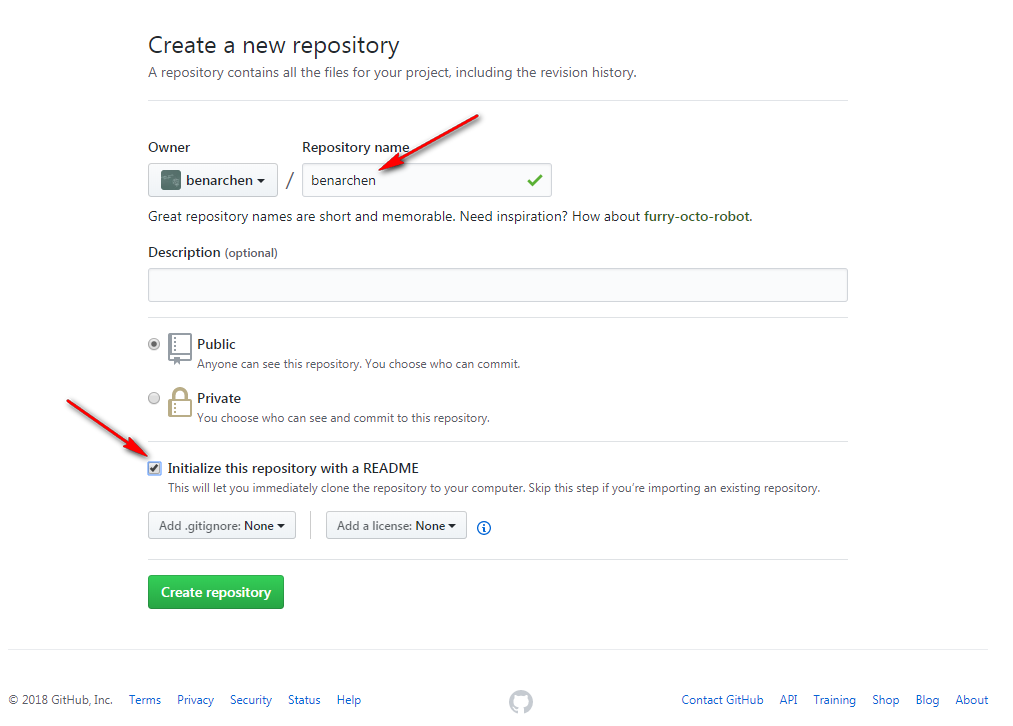 Create a new repository
A repository contains all the files for your project, including the revision history.
Owner
Repository name
benarchen / benarchen
Great repository names are short and memorable. Need inspiration? How about furry-octo-robot.
Description (optional)
Public
Anyone can see this repository. You choose who can commit.
Private
You choose who can see and commit to this repository.
Initialize this repository with a README
This will let you immediately clone the repository to your computer. Skip this step if you’re importing an existing repository.
Add .gitignore: None
Add a license: None
Create repository
© 2018 GitHub, Inc. Terms Privacy Security Status Help Contact GitHub API Training Shop Blog About